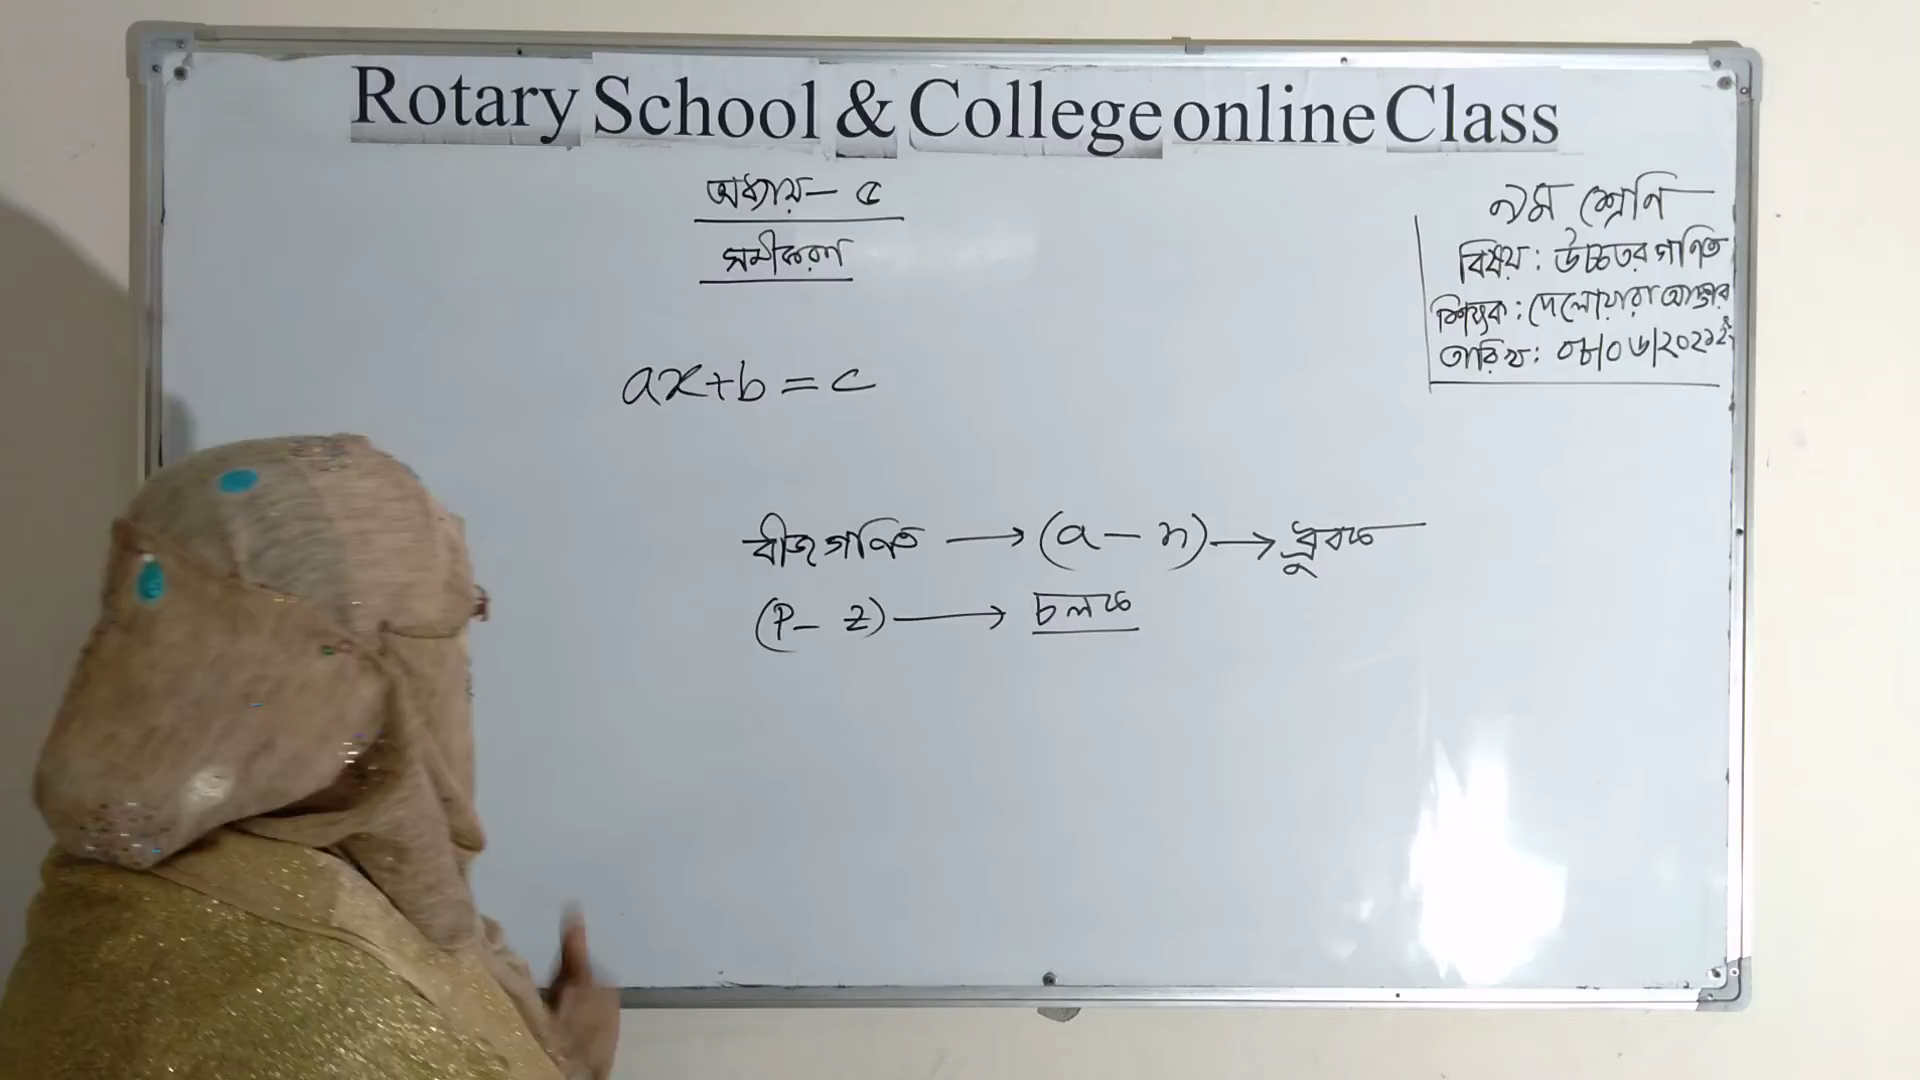 Rotary School & College online Class
অধ্যায় – ৫
সমীকরণ
৯ম শ্রেণি
বিষয়: উচ্চতর গণিত
শিক্ষক: দেলোয়ারা আক্তার
তারিখ: ০৮/০৬/২০২১ইং
ax+b=c
বীজগণিত → (a – n) → ধ্রুবক
(P – z) → চলক